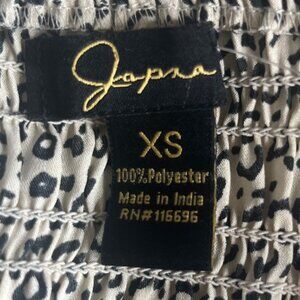 Japna
XS
100% Polyester
Made in India
RN#116696